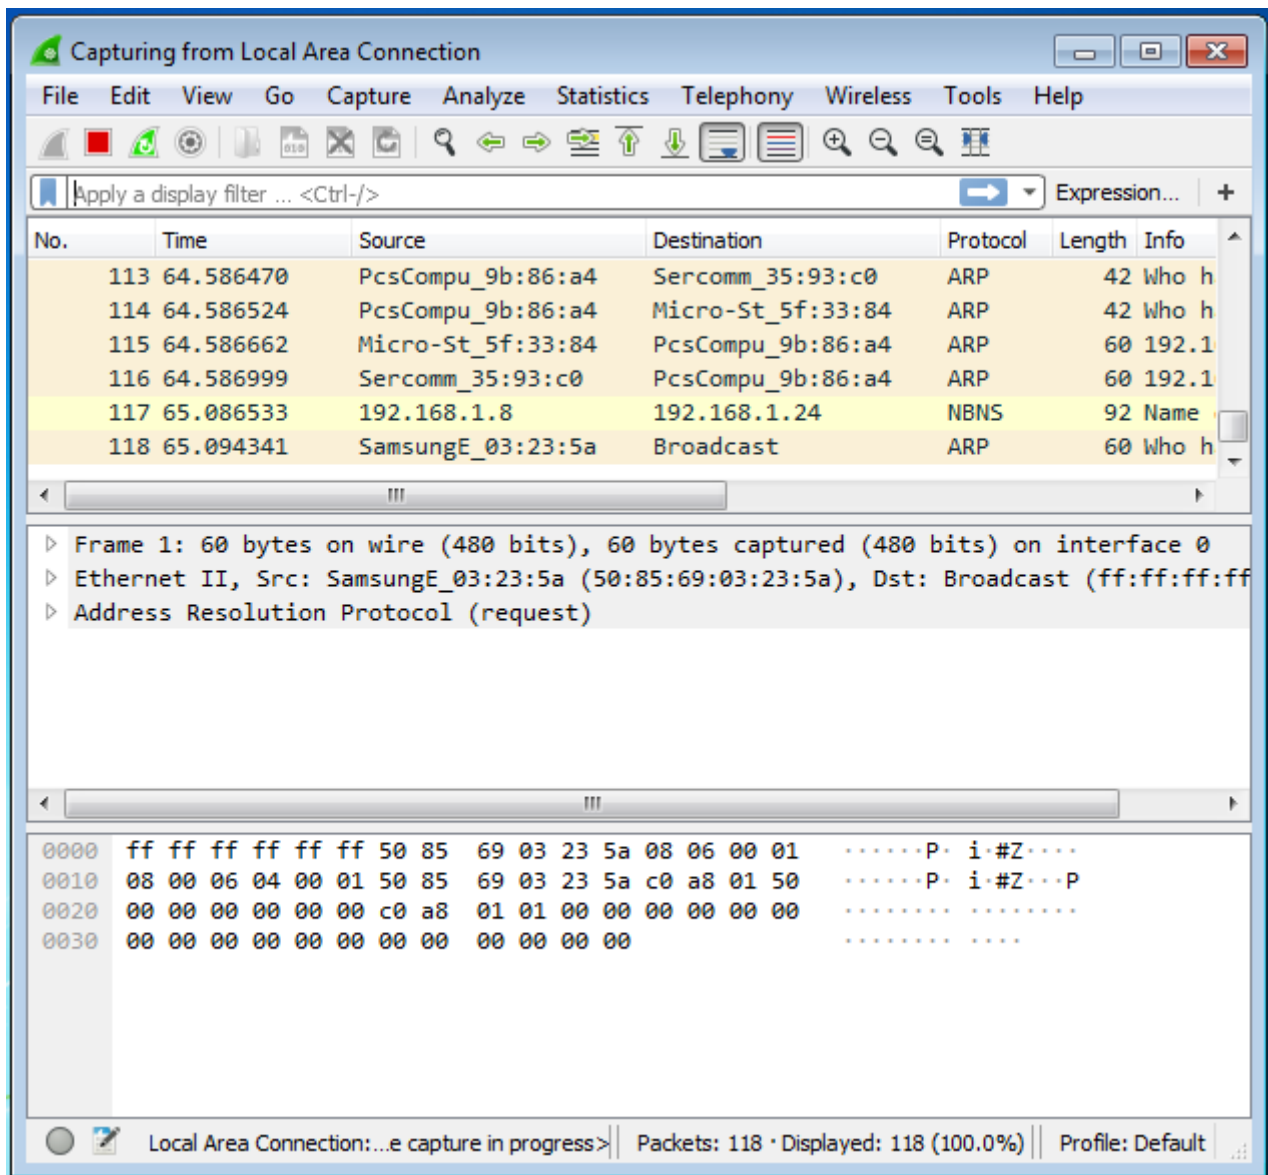 Capturing from Local Area Connection
File Edit View Go Capture Analyze Statistics Telephony Wireless Tools Help
Apply a display filter ... <Ctrl-/> Expression... +
No. Time Source Destination Protocol Length Info
113 64.586470 PcsCompu_9b:86:a4 Sercomm_35:93:c0 ARP 42 Who h
114 64.586524 PcsCompu_9b:86:a4 Micro-St_5f:33:84 ARP 42 Who h
115 64.586662 Micro-St_5f:33:84 PcsCompu_9b:86:a4 ARP 60 192.1
116 64.586999 Sercomm_35:93:c0 PcsCompu_9b:86:a4 ARP 60 192.1
117 65.086533 192.168.1.8 192.168.1.24 NBNS 92 Name
118 65.094341 SamsungE_03:23:5a Broadcast ARP 60 Who h
Frame 1: 60 bytes on wire (480 bits), 60 bytes captured (480 bits) on interface 0
Ethernet II, Src: SamsungE_03:23:5a (50:85:69:03:23:5a), Dst: Broadcast (ff:ff:ff:ff
Address Resolution Protocol (request)
0000 ff ff ff ff ff ff 50 85 69 03 23 5a 08 06 00 01 ······P· i·#Z····
0010 08 00 06 04 00 01 50 85 69 03 23 5a c0 a8 01 50 ······P· i·#Z···P
0020 00 00 00 00 00 00 c0 a8 01 01 00 00 00 00 00 00 ········ ········
0030 00 00 00 00 00 00 00 00 00 00 00 00 ········ ····
Local Area Connection:...e capture in progress> Packets: 118 · Displayed: 118 (100.0%) Profile: Default